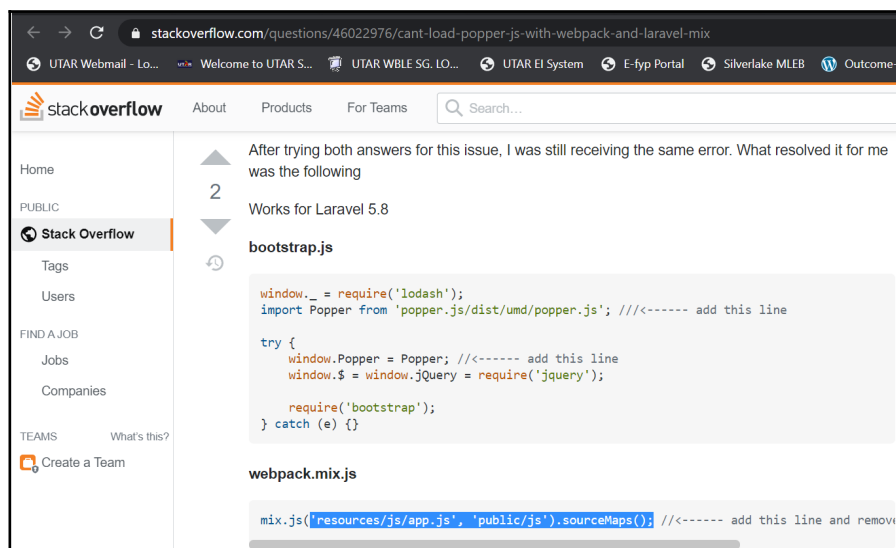 stackoverflow.com/questions/46022976/cant-load-popper-js-with-webpack-and-laravel-mix
UTAR Webmail - Lo... Welcome to UTAR S... UTAR WBLE SG. LO... UTAR EI System E-fyp Portal Silverlake MLEB Outcome-
stack overflow About Products For Teams Search...
Home
PUBLIC
Stack Overflow
Tags
Users
FIND A JOB
Jobs
Companies
TEAMS What's this?
Create a Team
2
After trying both answers for this issue, I was still receiving the same error. What resolved it for me
was the following
Works for Laravel 5.8
bootstrap.js
window._ = require('lodash');
import Popper from 'popper.js/dist/umd/popper.js'; ///<------ add this line
try {
window.Popper = Popper; //<------ add this line
window.$ = window.jQuery = require('jquery');
require('bootstrap');
} catch (e) {}
webpack.mix.js
mix.js('resources/js/app.js', 'public/js').sourceMaps(); //<------ add this line and remove